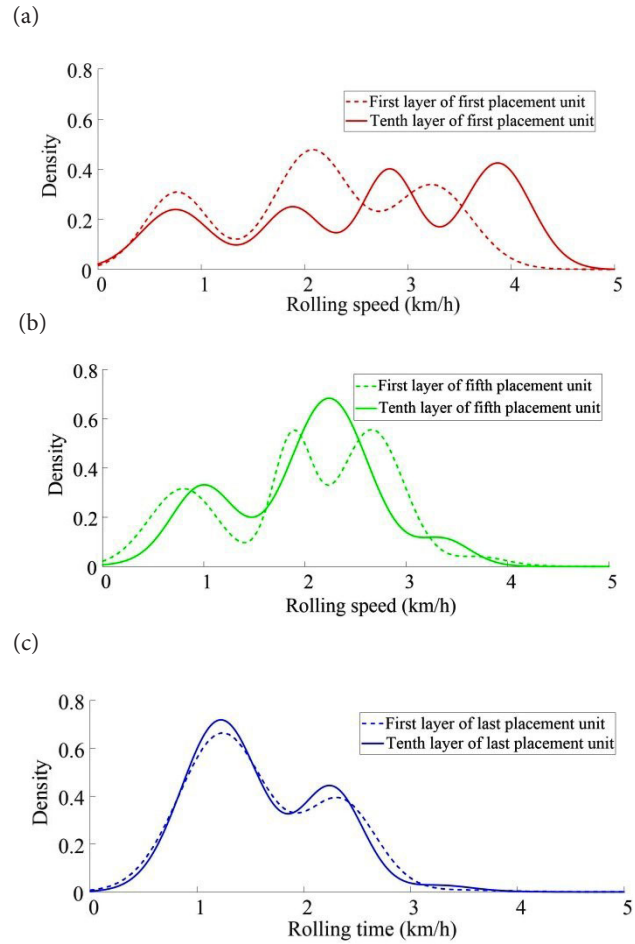 (a)
0.8
0.6
0.4
0.2
0
Density
First layer of first placement unit
Tenth layer of first placement unit
1 2 3 4 5
Rolling speed (km/h)
(b)
0.8
0.6
0.4
0.2
0
Density
First layer of fifth placement unit
Tenth layer of fifth placement unit
0 1 2 3 4 5
Rolling speed (km/h)
(c)
0.8
0.6
0.4
0.2
0
Density
First layer of last placement unit
Tenth layer of last placement unit
0 1 2 3 4 5
Rolling time (km/h)